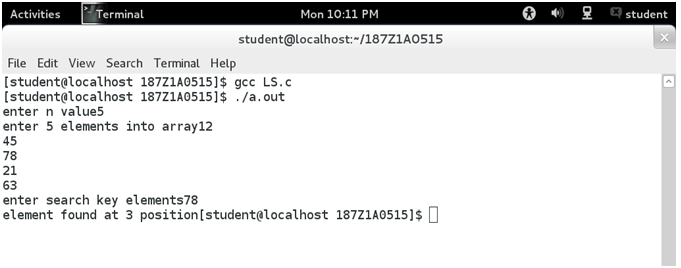 Activities Terminal Mon 10:11 PM student
student@localhost:~/187Z1A0515
File Edit View Search Terminal Help
[student@localhost 187Z1A0515]$ gcc LS.c
[student@localhost 187Z1A0515]$ ./a.out
enter n value5
enter 5 elements into array12
45
78
21
63
enter search key elements78
element found at 3 position[student@localhost 187Z1A0515]$